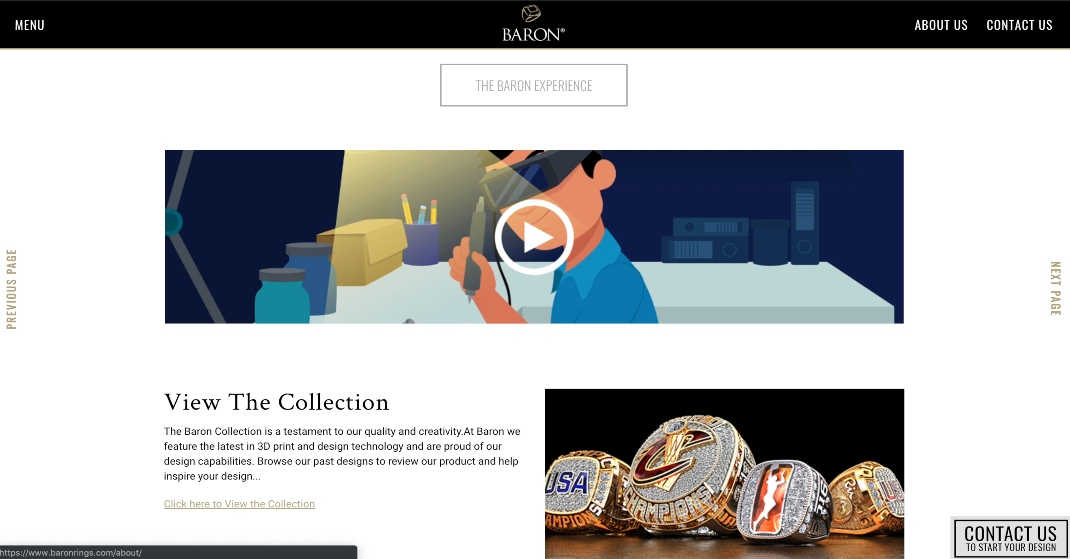 MENU
BARON®
ABOUT US
CONTACT US
THE BARON EXPERIENCE
PREVIOUS PAGE
NEXT PAGE
View The Collection
The Baron Collection is a testament to our quality and creativity.At Baron we
feature the latest in 3D print and design technology and are proud of our
design capabilities. Browse our past designs to review our product and help
inspire your design...
Click here to View the Collection
USA
CHAMPIONS
CHAMPIONS
CONTACT US
TO START YOUR DESIGN
https://www.baronrings.com/about/